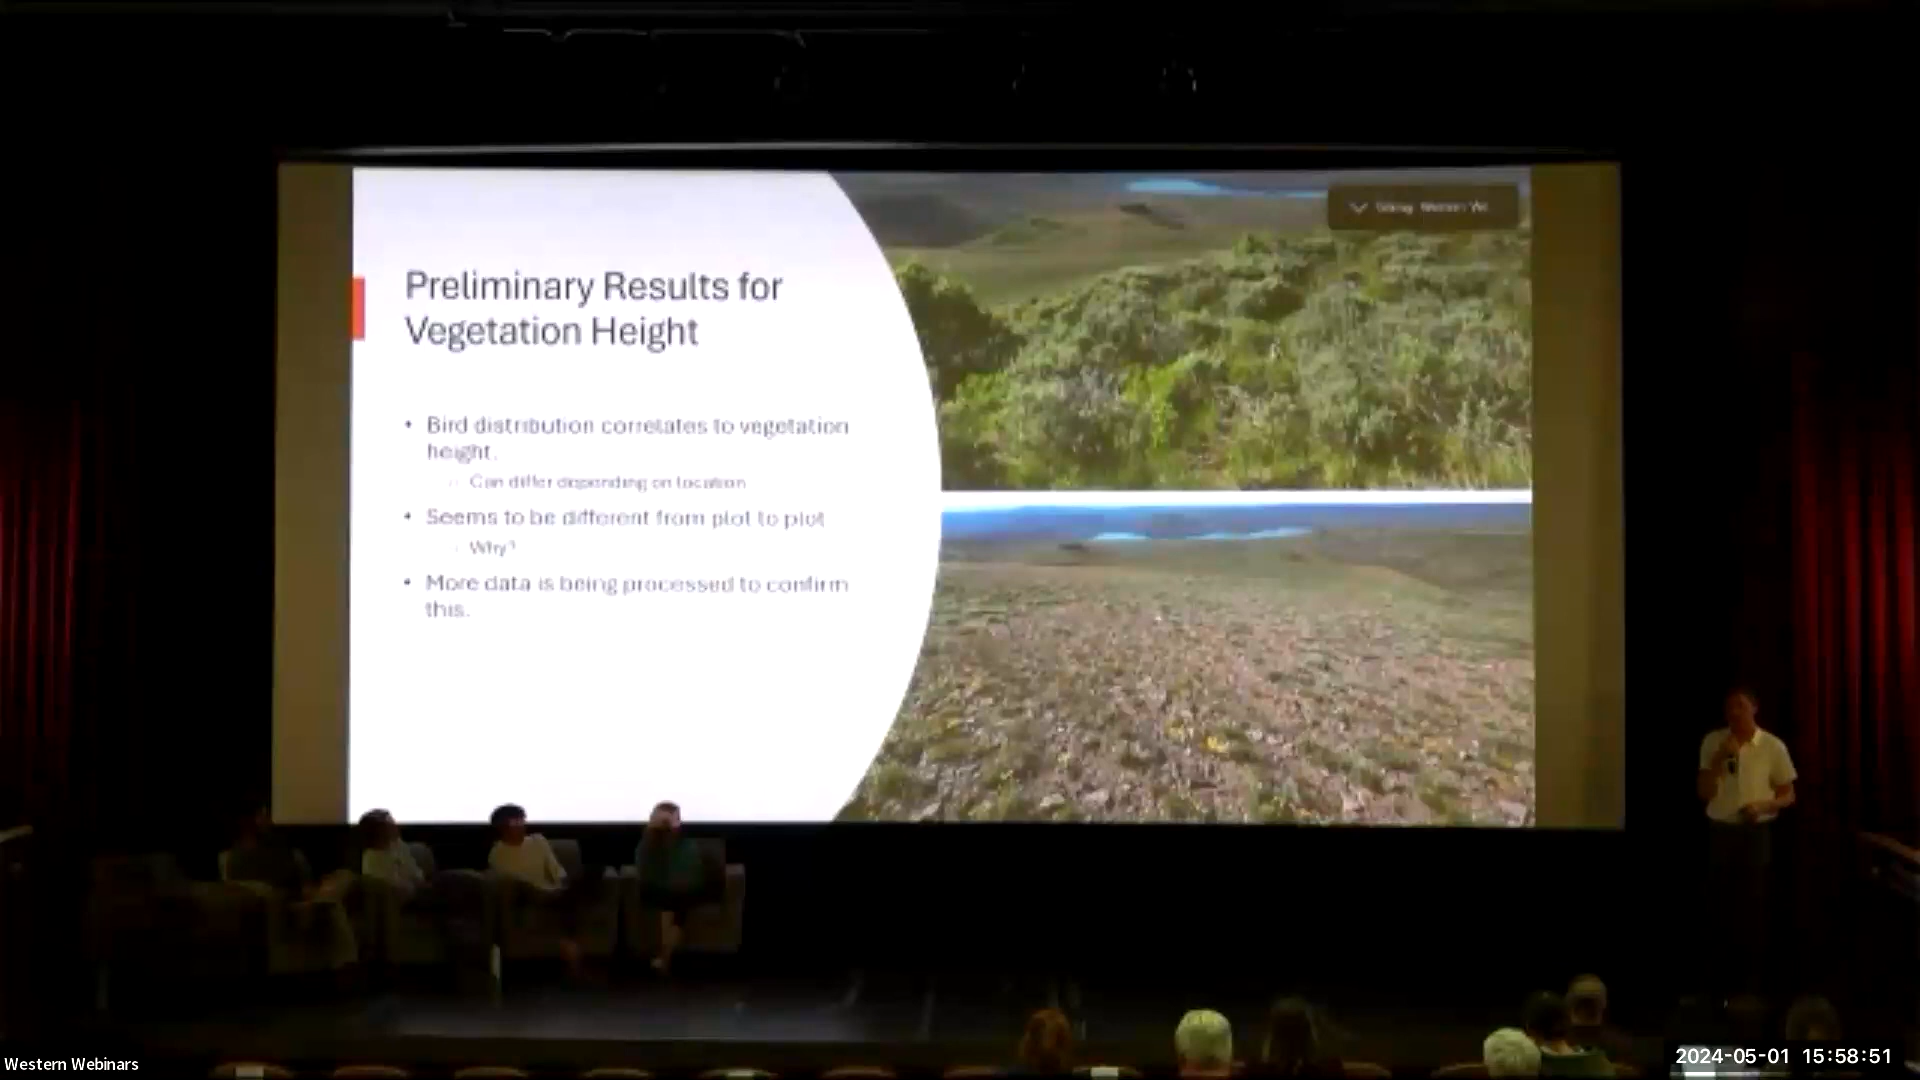 Preliminary Results for
Vegetation Height
• Bird distribution correlates to vegetation
height.
Can differ depending on location
• Seems to be different from plot to plot
Why?
• More data is being processed to confirm
this.
Western Webinars
2024-05-01 15:58:51